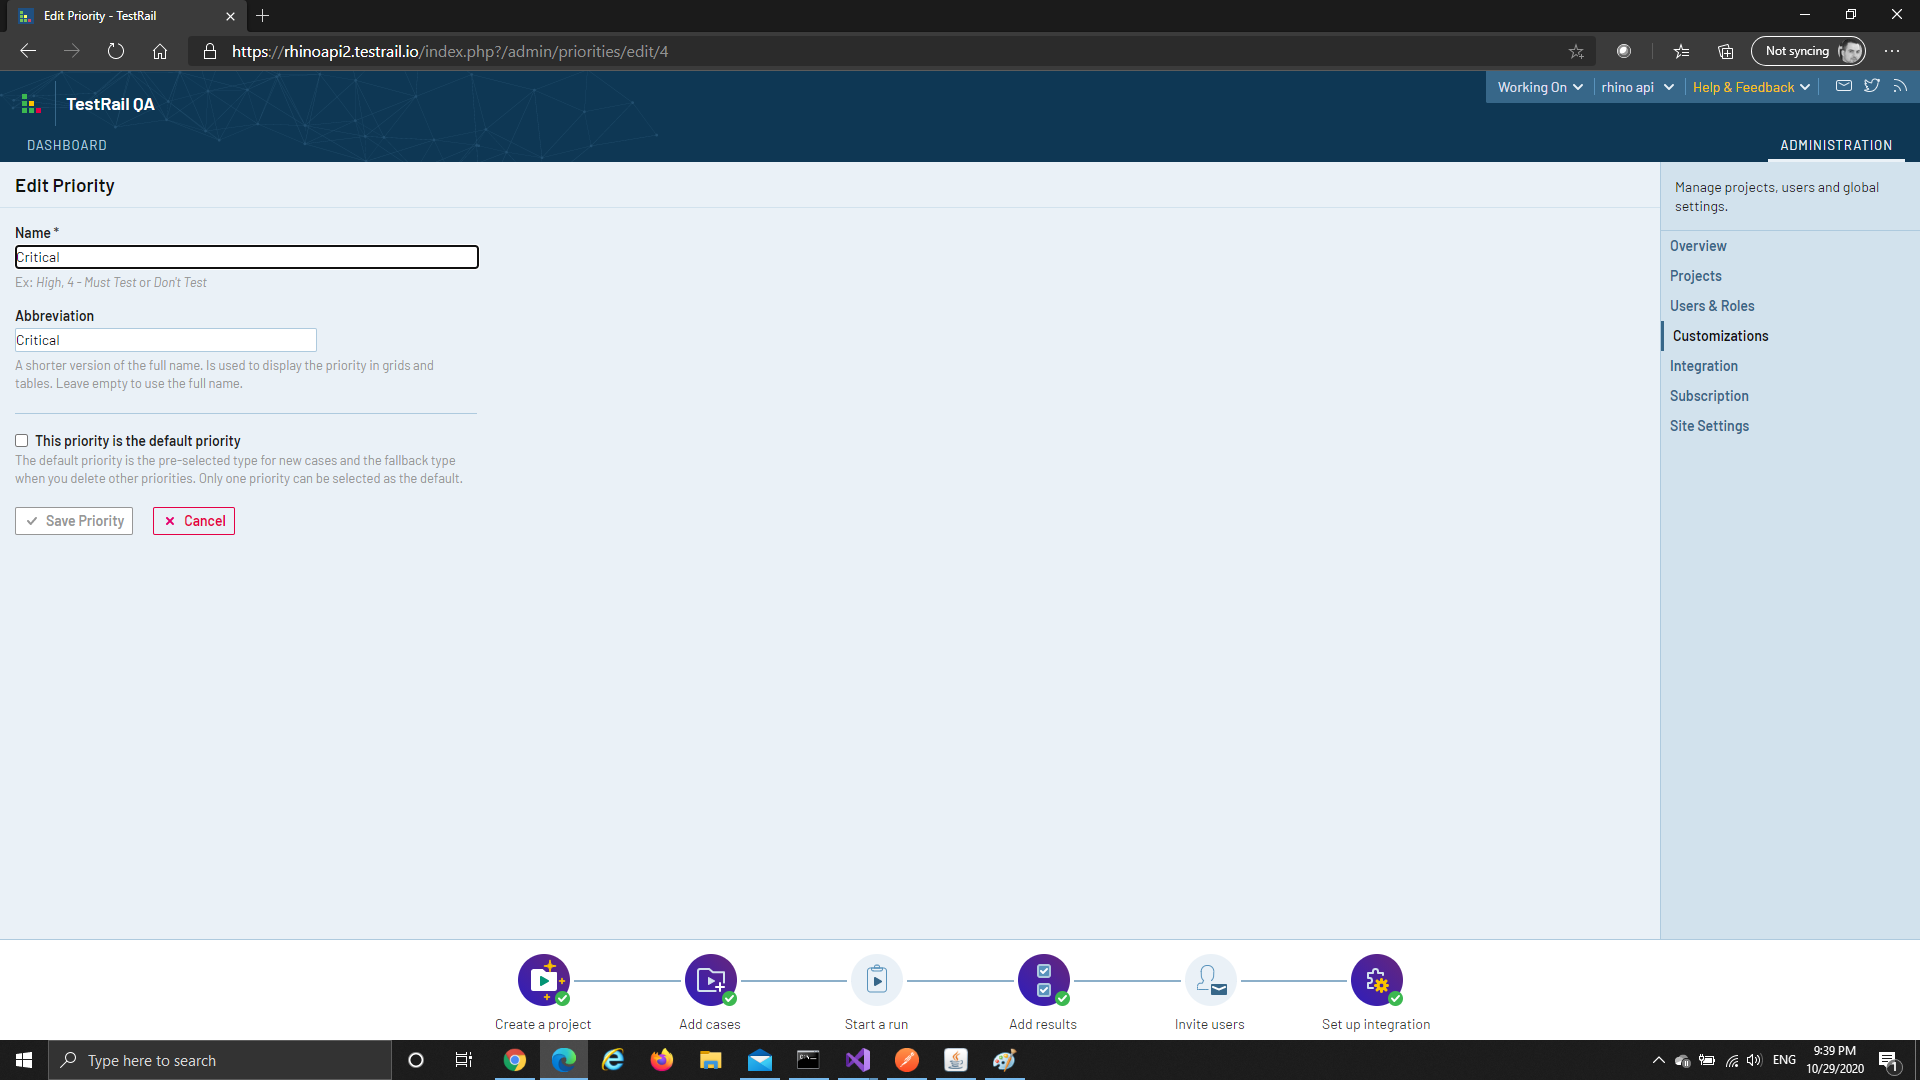 Edit Priority - TestRail
https://rhinoapi2.testrail.io/index.php?/admin/priorities/edit/4
Not syncing
TestRail QA
Working On
rhino api
Help & Feedback
DASHBOARD
ADMINISTRATION
Edit Priority
Name *
Critical
Ex: High, 4 - Must Test or Don't Test
Abbreviation
Critical
A shorter version of the full name. Is used to display the priority in grids and
tables. Leave empty to use the full name.
This priority is the default priority
The default priority is the pre-selected type for new cases and the fallback type
when you delete other priorities. Only one priority can be selected as the default.
Save Priority
Cancel
Manage projects, users and global
settings.
Overview
Projects
Users & Roles
Customizations
Integration
Subscription
Site Settings
Create a project
Add cases
Start a run
Add results
Invite users
Set up integration
Type here to search
ENG
9:39 PM
10/29/2020
1